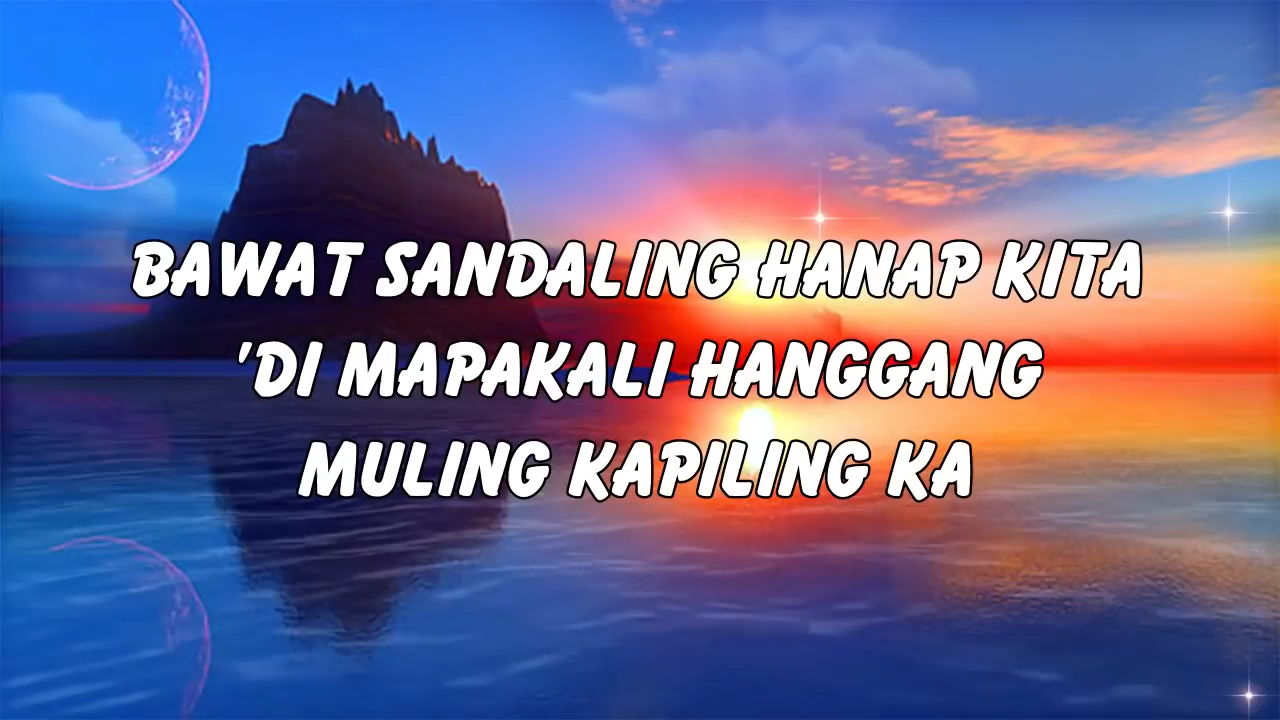 BAWAT SANDALING HANAP KITA
'DI MAPAKALI HANGGANG
MULING KAPILING KA